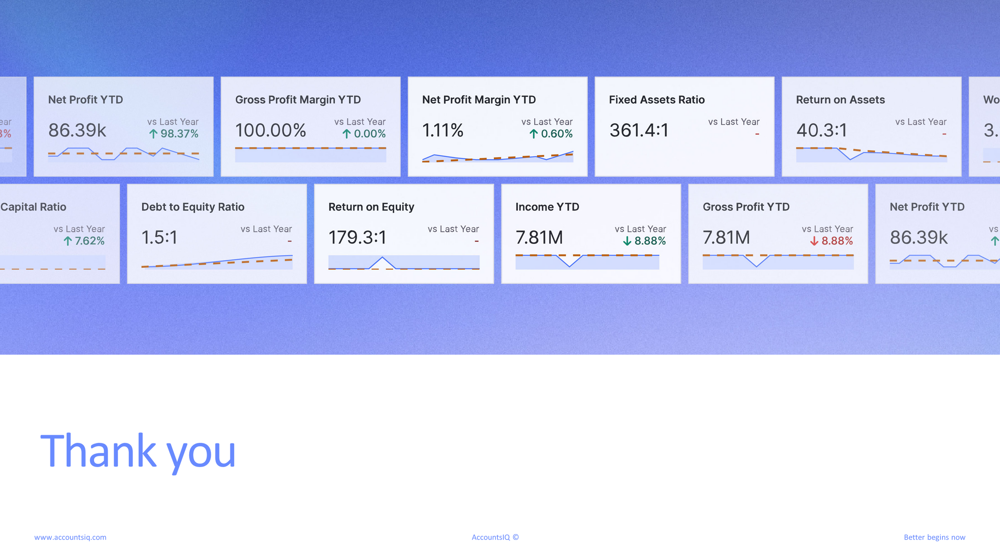 ear
8%
Net Profit YTD
86.39k
vs Last Year
↑ 98.37%
Gross Profit Margin YTD
100.00%
vs Last Year
↑ 0.00%
Net Profit Margin YTD
1.11%
vs Last Year
↑ 0.60%
Fixed Assets Ratio
361.4:1
vs Last Year
-
Return on Assets
40.3:1
vs Last Year
-
Wo
3.
Capital Ratio
vs Last Year
↑ 7.62%
Debt to Equity Ratio
1.5:1
vs Last Year
-
Return on Equity
179.3:1
vs Last Year
-
Income YTD
7.81M
vs Last Year
↓ 8.88%
Gross Profit YTD
7.81M
vs Last Year
↓ 8.88%
Net Profit YTD
86.39k
vs
↑
Thank you
www.accountsiq.com
AccountsIQ ©
Better begins now